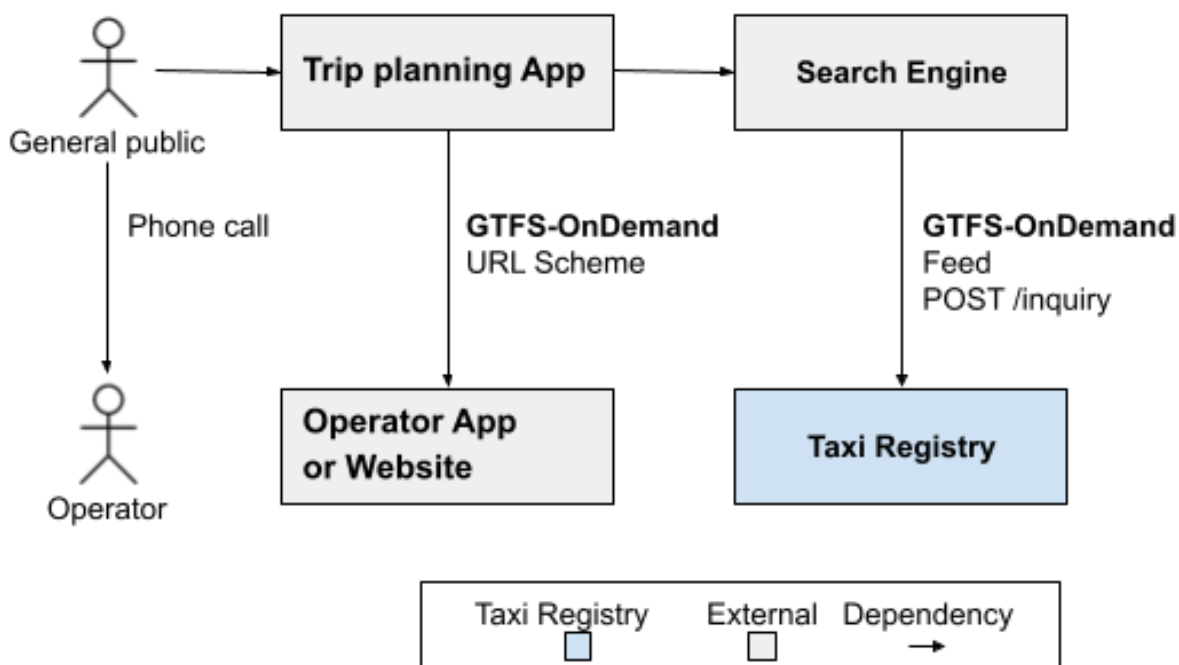 Trip planning App
Search Engine
General public
Phone call
GTFS-OnDemand
URL Scheme
GTFS-OnDemand
Feed
POST /inquiry
Operator App
or Website
Taxi Registry
Operator
Taxi Registry
External
Dependency